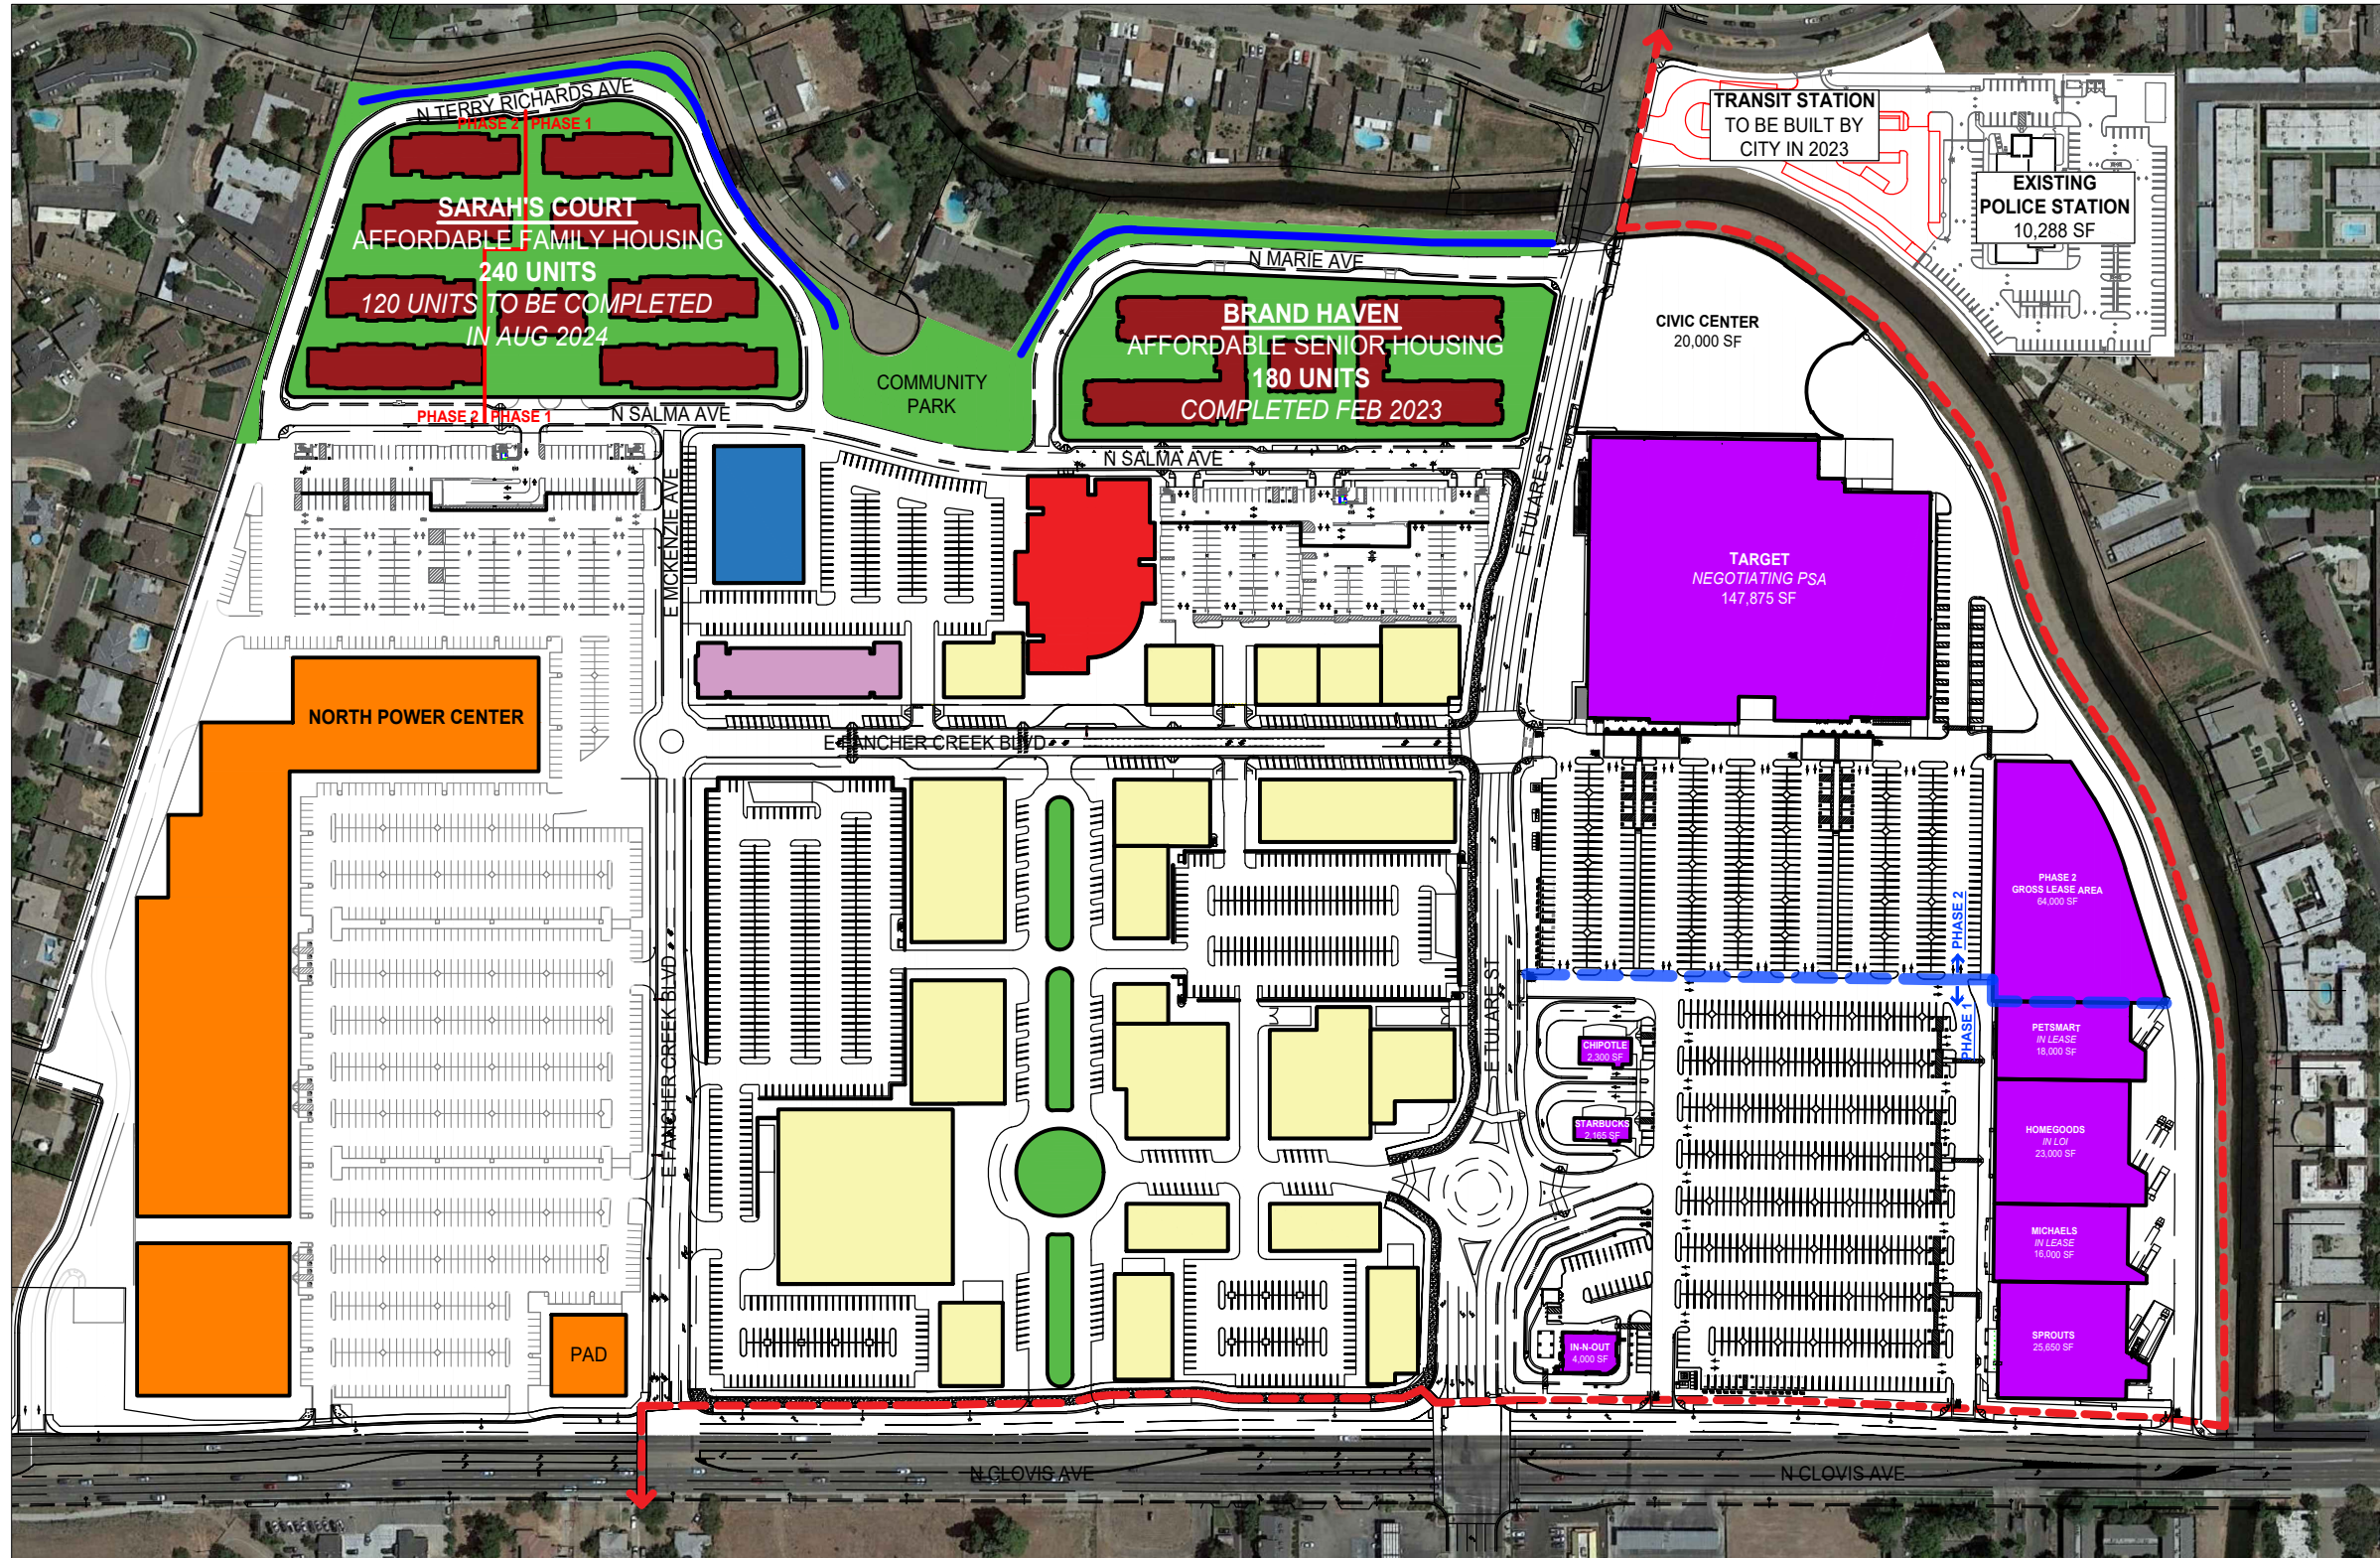 N TERRY RICHARDS AVE
PHASE 2
PHASE 1
SARAH'S COURT
AFFORDABLE FAMILY HOUSING
240 UNITS
120 UNITS TO BE COMPLETED
IN AUG 2024
PHASE 2
PHASE 1
N SALMA AVE
COMMUNITY
PARK
N MARIE AVE
BRAND HAVEN
AFFORDABLE SENIOR HOUSING
180 UNITS
COMPLETED FEB 2023
N SALMA AVE
TRANSIT STATION
TO BE BUILT BY
CITY IN 2023
EXISTING
POLICE STATION
10,288 SF
CIVIC CENTER
20,000 SF
E TULARE ST
E MCKENZIE AVE
TARGET
NEGOTIATING PSA
147,875 SF
NORTH POWER CENTER
E FANCHER CREEK BLVD
PHASE 2
GROSS LEASE AREA
64,000 SF
PHASE 2
PHASE 1
E FANCHER CREEK BLVD
E TULARE ST
CHIPOTLE
2,300 SF
STARBUCKS
2,165 SF
PETSMART
IN LEASE
18,000 SF
HOMEGOODS
IN LOI
23,000 SF
MICHAELS
IN LEASE
16,000 SF
SPROUTS
25,650 SF
IN-N-OUT
4,000 SF
PAD
N CLOVIS AVE
N CLOVIS AVE